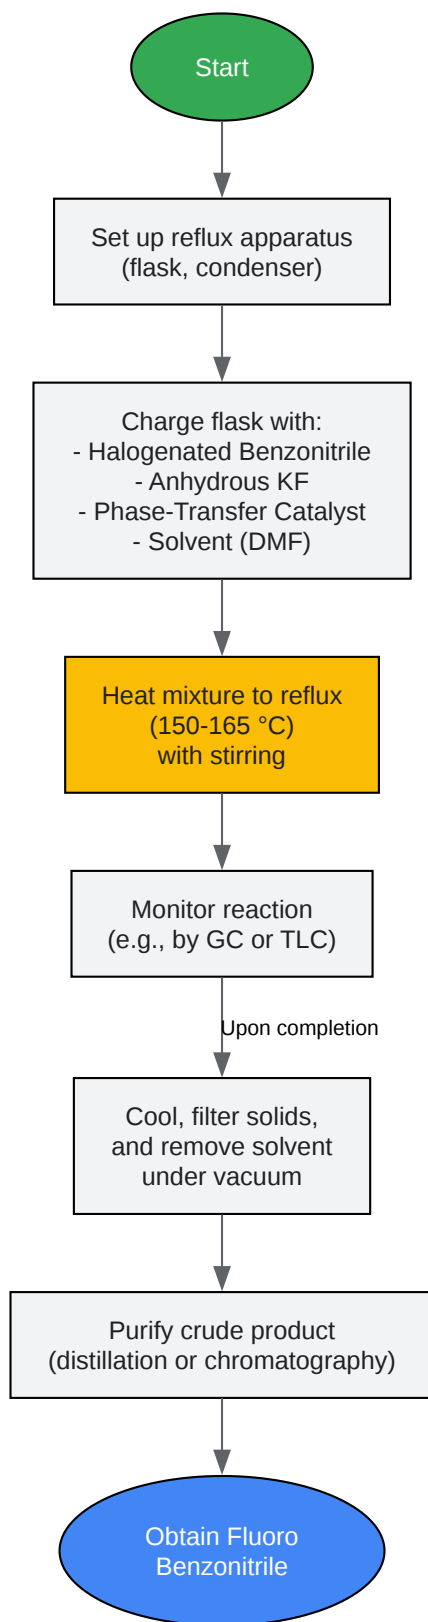 Start
Set up reflux apparatus
(flask, condenser)
Charge flask with:
- Halogenated Benzonitrile
- Anhydrous KF
- Phase-Transfer Catalyst
- Solvent (DMF)
Heat mixture to reflux
(150-165 °C)
with stirring
Monitor reaction
(e.g., by GC or TLC)
Upon completion
Cool, filter solids,
and remove solvent
under vacuum
Purify crude product
(distillation or chromatography)
Obtain Fluoro
Benzonitrile